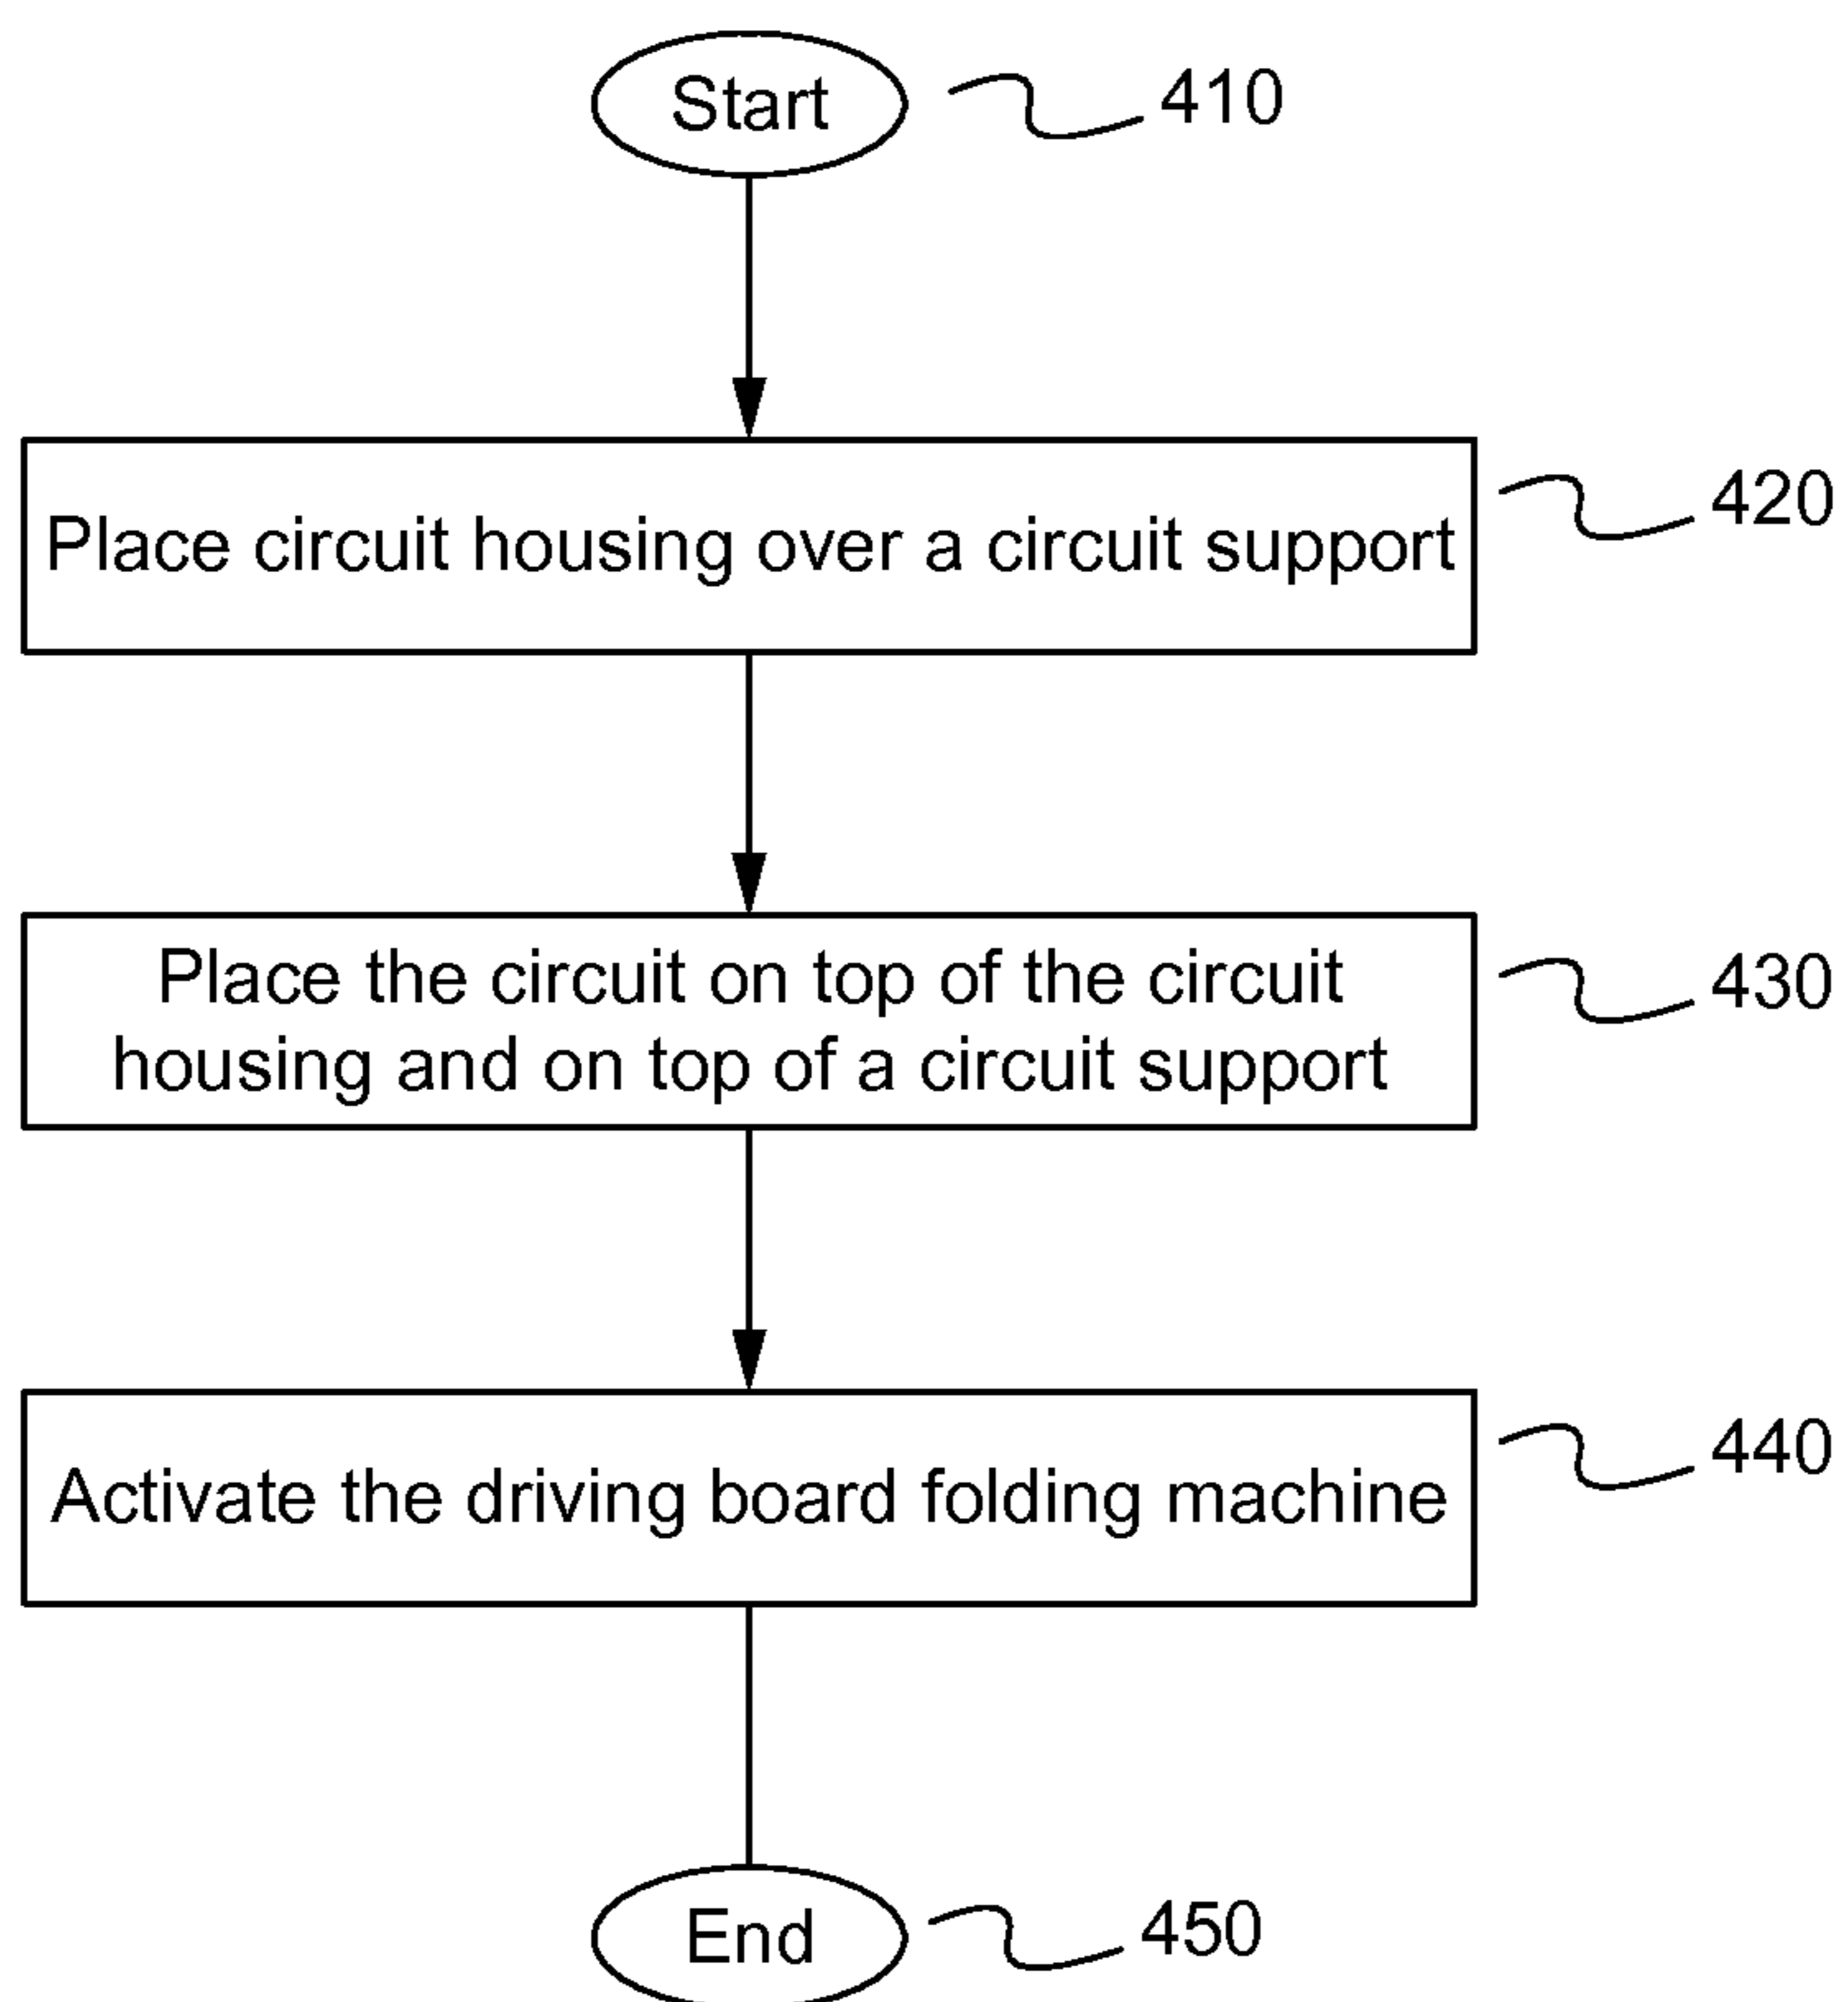 Start
410
Place circuit housing over a circuit support
420
Place the circuit on top of the circuit
housing and on top of a circuit support
430
Activate the driving board folding machine
440
End
450